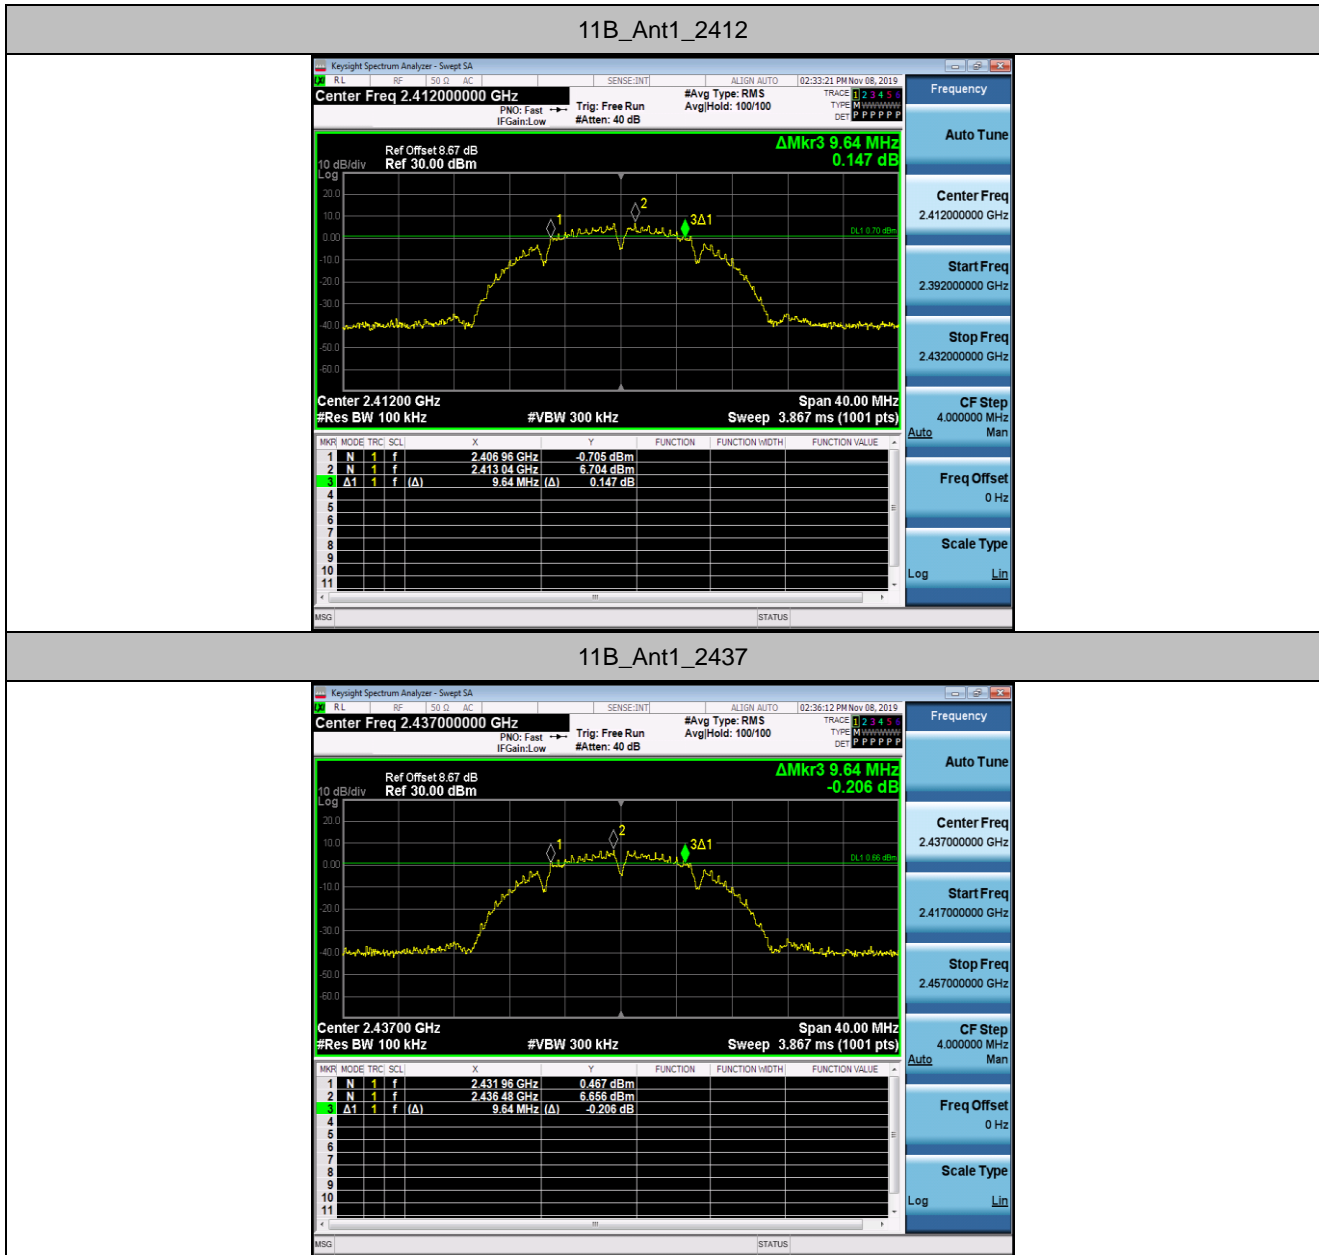 11B_Ant1_2412
Keysight Spectrum Analyzer - Swept SA
RL RF 50 Ω AC SENSE:INT ALIGN AUTO 02:33:21 PM Nov 08, 2019
Center Freq 2.412000000 GHz
PNO: Fast
IFGain:Low
Trig: Free Run
#Atten: 40 dB
#Avg Type: RMS
Avg|Hold: 100/100
TRACE 1 2 3 4 5 6
TYPE M WWWWW
DET P P P P P P
Ref Offset 8.67 dB
10 dB/div Ref 30.00 dBm
Log
ΔMkr3 9.64 MHz
0.147 dB
20.0
10.0
0.00
-10.0
-20.0
-30.0
-40.0
-50.0
-60.0
1
2
3Δ1
DL1 0.70 dBm
Center 2.41200 GHz Span 40.00 MHz
#Res BW 100 kHz #VBW 300 kHz Sweep 3.867 ms (1001 pts)
MKR MODE TRC SCL X Y FUNCTION FUNCTION WIDTH FUNCTION VALUE
1 N 1 f 2.406 96 GHz -0.705 dBm
2 N 1 f 2.413 04 GHz 6.704 dBm
3 Δ1 1 f (Δ) 9.64 MHz (Δ) 0.147 dB
4
5
6
7
8
9
10
11
MSG STATUS
Frequency
Auto Tune
Center Freq
2.412000000 GHz
Start Freq
2.392000000 GHz
Stop Freq
2.432000000 GHz
CF Step
4.000000 MHz
Auto Man
Freq Offset
0 Hz
Scale Type
Log Lin
11B_Ant1_2437
Keysight Spectrum Analyzer - Swept SA
RL RF 50 Ω AC SENSE:INT ALIGN AUTO 02:36:12 PM Nov 08, 2019
Center Freq 2.437000000 GHz
PNO: Fast
IFGain:Low
Trig: Free Run
#Atten: 40 dB
#Avg Type: RMS
Avg|Hold: 100/100
TRACE 1 2 3 4 5 6
TYPE M WWWWW
DET P P P P P P
Ref Offset 8.67 dB
10 dB/div Ref 30.00 dBm
Log
ΔMkr3 9.64 MHz
-0.206 dB
20.0
10.0
0.00
-10.0
-20.0
-30.0
-40.0
-50.0
-60.0
1
2
3Δ1
DL1 0.66 dBm
Center 2.43700 GHz Span 40.00 MHz
#Res BW 100 kHz #VBW 300 kHz Sweep 3.867 ms (1001 pts)
MKR MODE TRC SCL X Y FUNCTION FUNCTION WIDTH FUNCTION VALUE
1 N 1 f 2.431 96 GHz 0.467 dBm
2 N 1 f 2.436 48 GHz 6.656 dBm
3 Δ1 1 f (Δ) 9.64 MHz (Δ) -0.206 dB
4
5
6
7
8
9
10
11
MSG STATUS
Frequency
Auto Tune
Center Freq
2.437000000 GHz
Start Freq
2.417000000 GHz
Stop Freq
2.457000000 GHz
CF Step
4.000000 MHz
Auto Man
Freq Offset
0 Hz
Scale Type
Log Lin